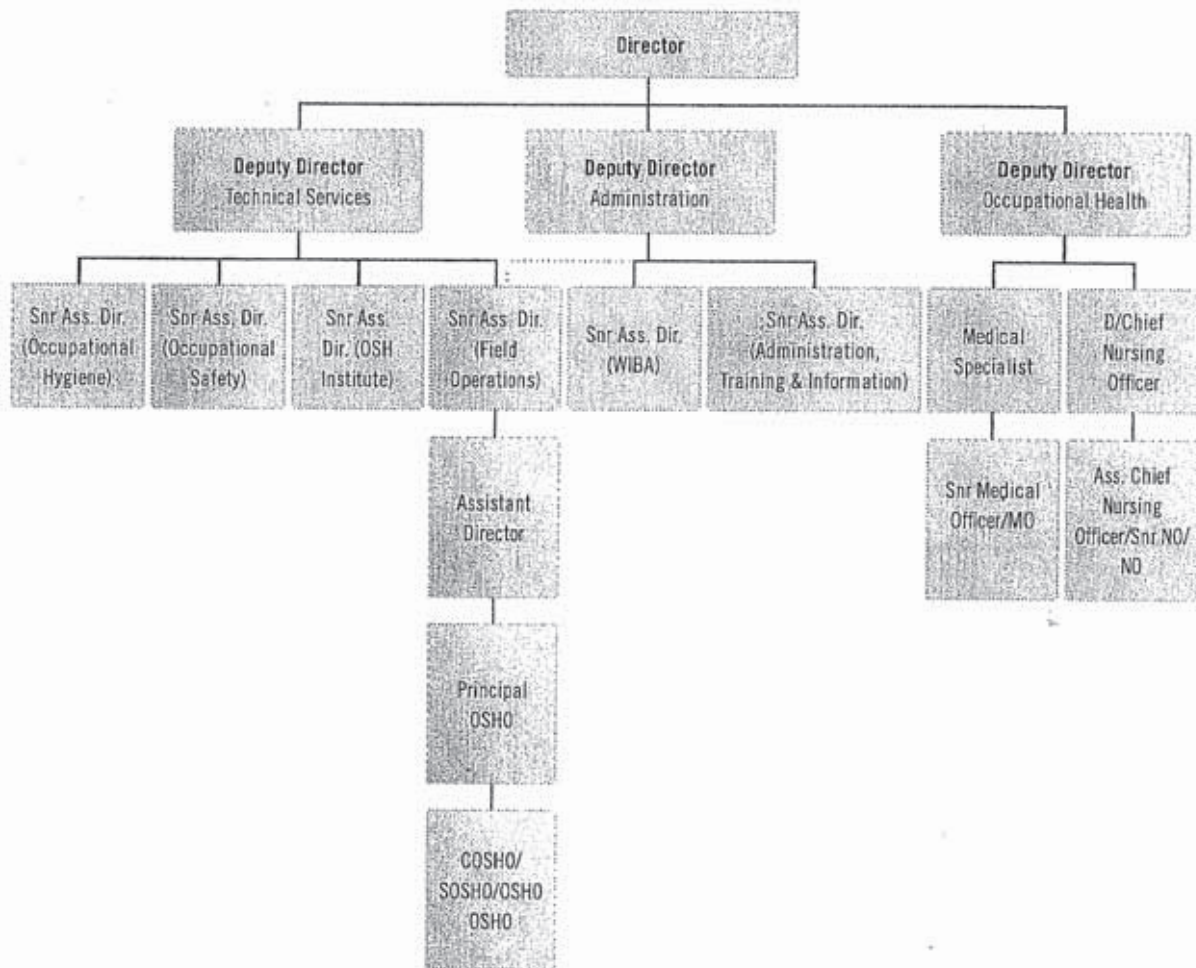 Director
Deputy Director
Technical Services
Deputy Director
Administration
Deputy Director
Occupational Health
Snr Ass. Dir.
(Occupational
Hygiene)
Snr Ass. Dir.
(Occupational
Safety)
Snr Ass.
Dir. (OSH
Institute)
Snr Ass. Dir.
(Field
Operations)
Snr Ass. Dir.
(WIBA)
Snr Ass. Dir.
(Administration,
Training & Information)
Medical
Specialist
D/Chief
Nursing
Officer
Assistant
Director
Snr Medical
Officer/MO
Ass. Chief
Nursing
Officer/Snr NO/
NO
Principal
OSHO
COSHO/
SOSHO/OSHO
OSHO